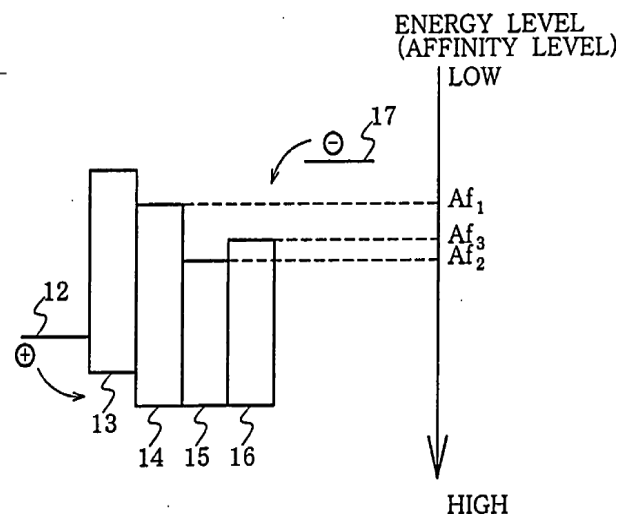 ENERGY LEVEL
(AFFINITY LEVEL)
LOW
17
⊖
Af₁
Af₃
Af₂
12
⊕
13
14
15
16
HIGH